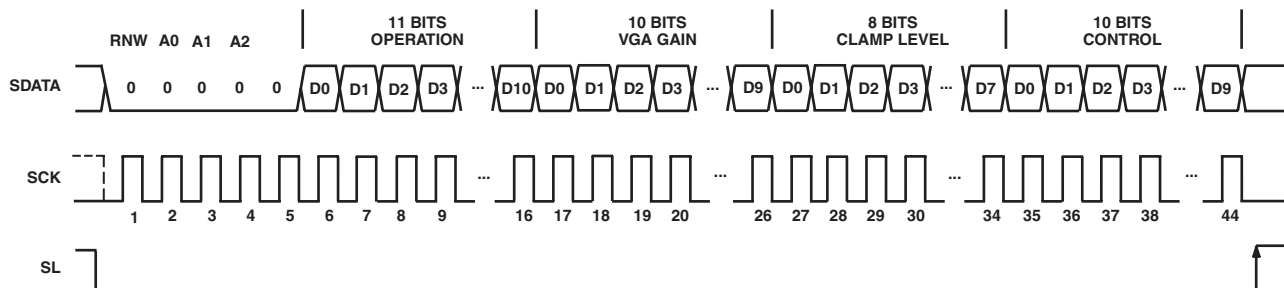 11 BITS 10 BITS 8 BITS 10 BITS
RNW A0 A1 A2 OPERATION VGA GAIN CLAMP LEVEL CONTROL
SDATA 0 0 0 0 0 D0 D1 D2 D3 ... D10 D0 D1 D2 D3 ... D9 D0 D1 D2 D3 ... D7 D0 D1 D2 D3 ... D9
SCK ... ... ... ...
1 2 3 4 5 6 7 8 9 16 17 18 19 20 26 27 28 29 30 34 35 36 37 38 44
SL